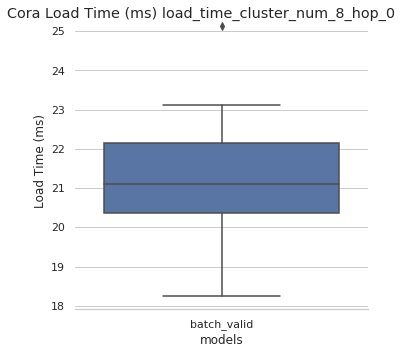 Cora Load Time (ms) load_time_cluster_num_8_hop_0
25
24
23
22
21
20
19
18
Load Time (ms)
batch_valid
models